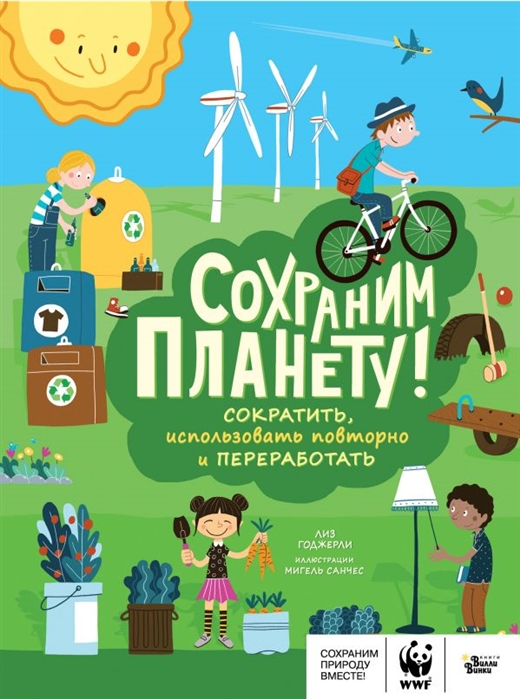 СОХРАНИМ
ПЛАНЕТУ!
СОКРАТИТЬ,
использовать повторно
и ПЕРЕРАБОТАТЬ
ЛИЗ
ГОДЖЕРЛИ
ИЛЛЮСТРАЦИИ
МИГЕЛЬ САНЧЕС
СОХРАНИМ
ПРИРОДУ
ВМЕСТЕ!
WWF
КНИГИ
Вилли
Винки